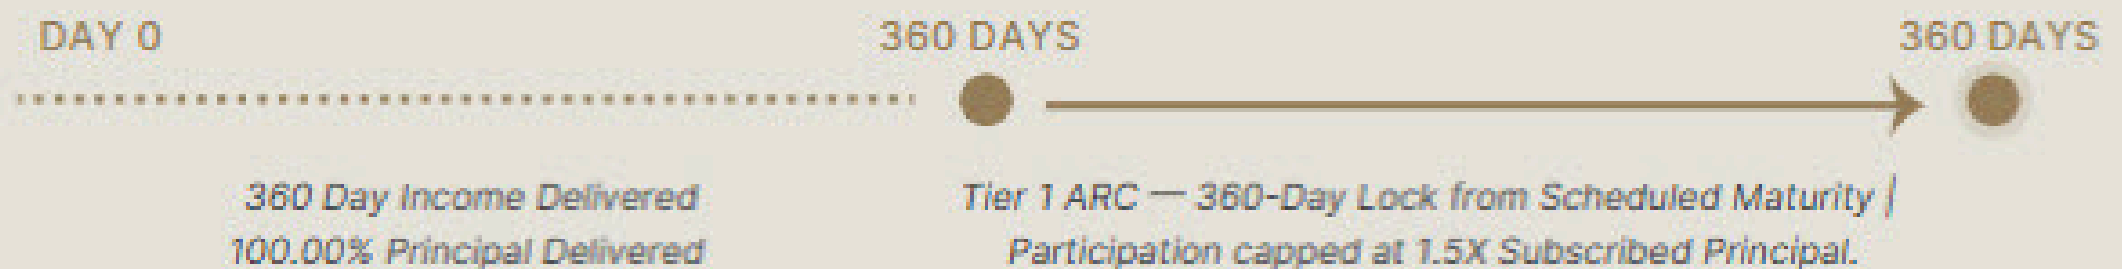 DAY 0
360 DAYS
360 DAYS
360 Day Income Delivered
100.00% Principal Delivered
Tier 1 ARC — 360-Day Lock from Scheduled Maturity |
Participation capped at 1.5X Subscribed Principal.